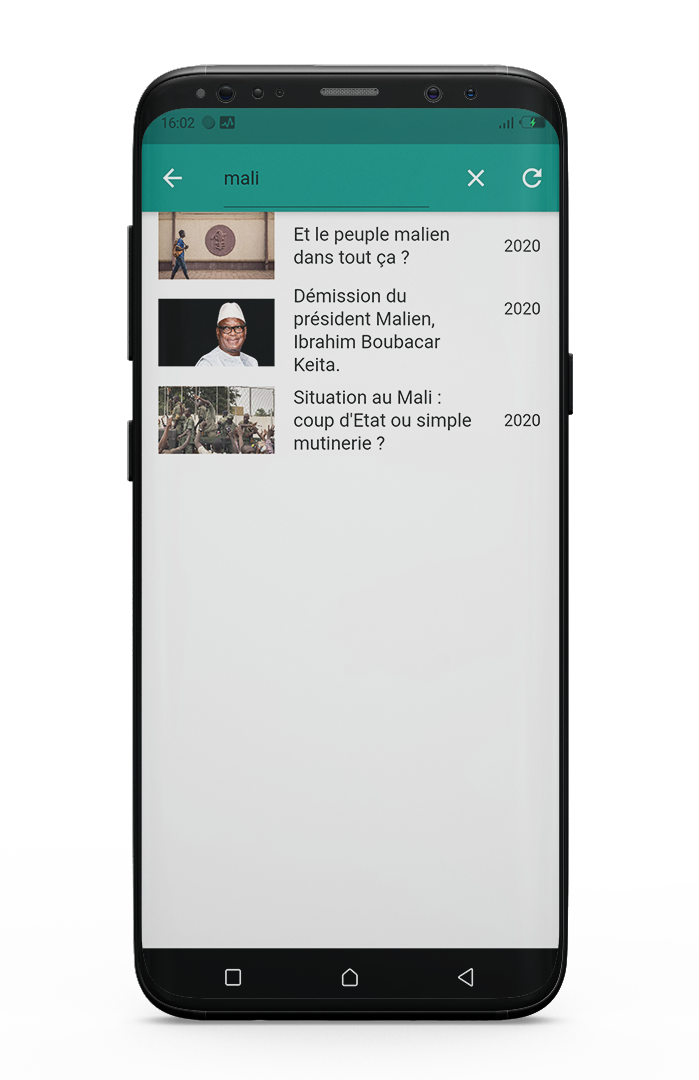 16:02
mali
Et le peuple malien
dans tout ça ?
2020
Démission du
président Malien,
Ibrahim Boubacar
Keita.
2020
Situation au Mali :
coup d'Etat ou simple
mutinerie ?
2020